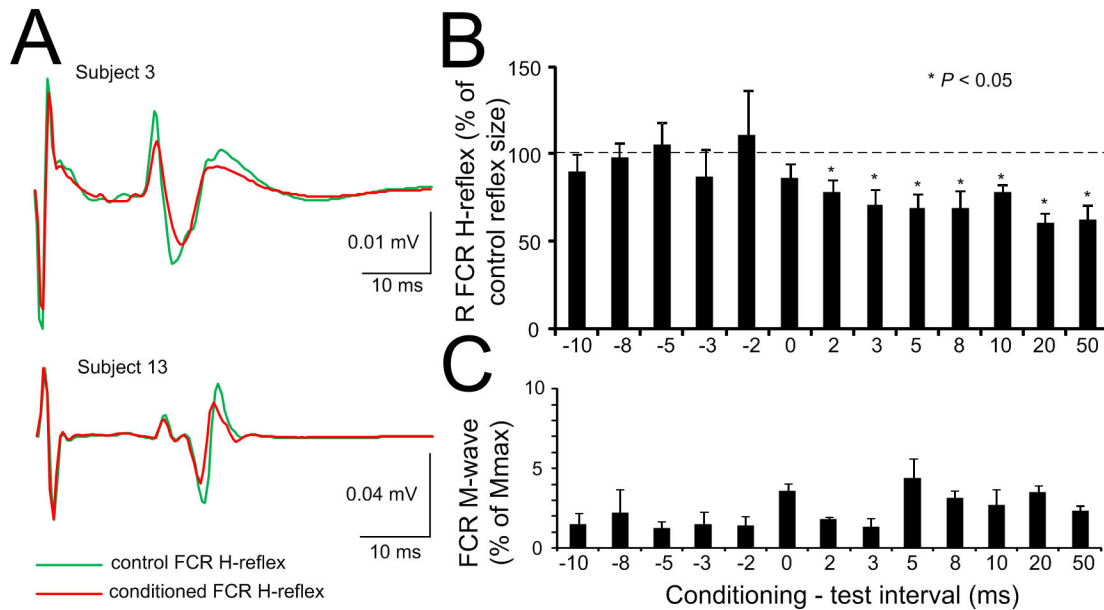 A
Subject 3
0.01 mV
10 ms
Subject 13
0.04 mV
10 ms
control FCR H-reflex
conditioned FCR H-reflex
B
R FCR H-reflex (% of
control reflex size)
150
100
50
0
* P < 0.05
* * * * * * *
-10 -8 -5 -3 -2 0 2 3 5 8 10 20 50
C
FCR M-wave
(% of Mmax)
10
5
0
-10 -8 -5 -3 -2 0 2 3 5 8 10 20 50
Conditioning - test interval (ms)